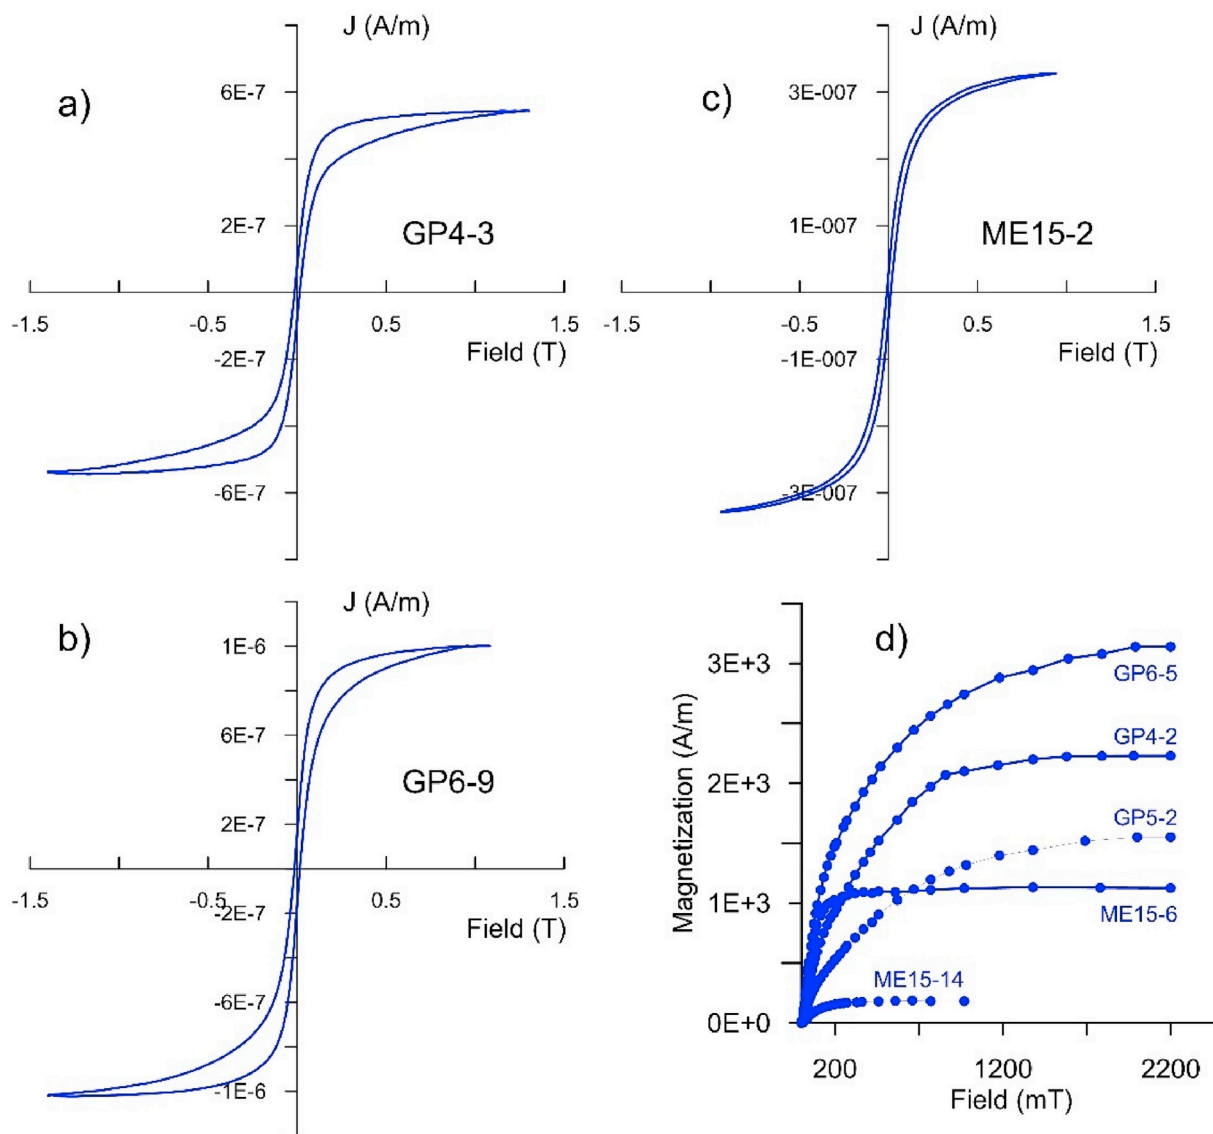 J (A/m)
a)
6E-7
2E-7
GP4-3
-1.5
-0.5
0.5
1.5
-2E-7
Field (T)
-6E-7
J (A/m)
c)
3E-007
1E-007
ME15-2
-1.5
-0.5
0.5
1.5
-1E-007
Field (T)
-3E-007
J (A/m)
b)
1E-6
6E-7
GP6-9
2E-7
-1.5
-0.5
0.5
1.5
-2E-7
Field (T)
-6E-7
-1E-6
d)
3E+3
GP6-5
GP4-2
2E+3
GP5-2
1E+3
ME15-6
ME15-14
0E+0
Magnetization (A/m)
200
1200
2200
Field (mT)